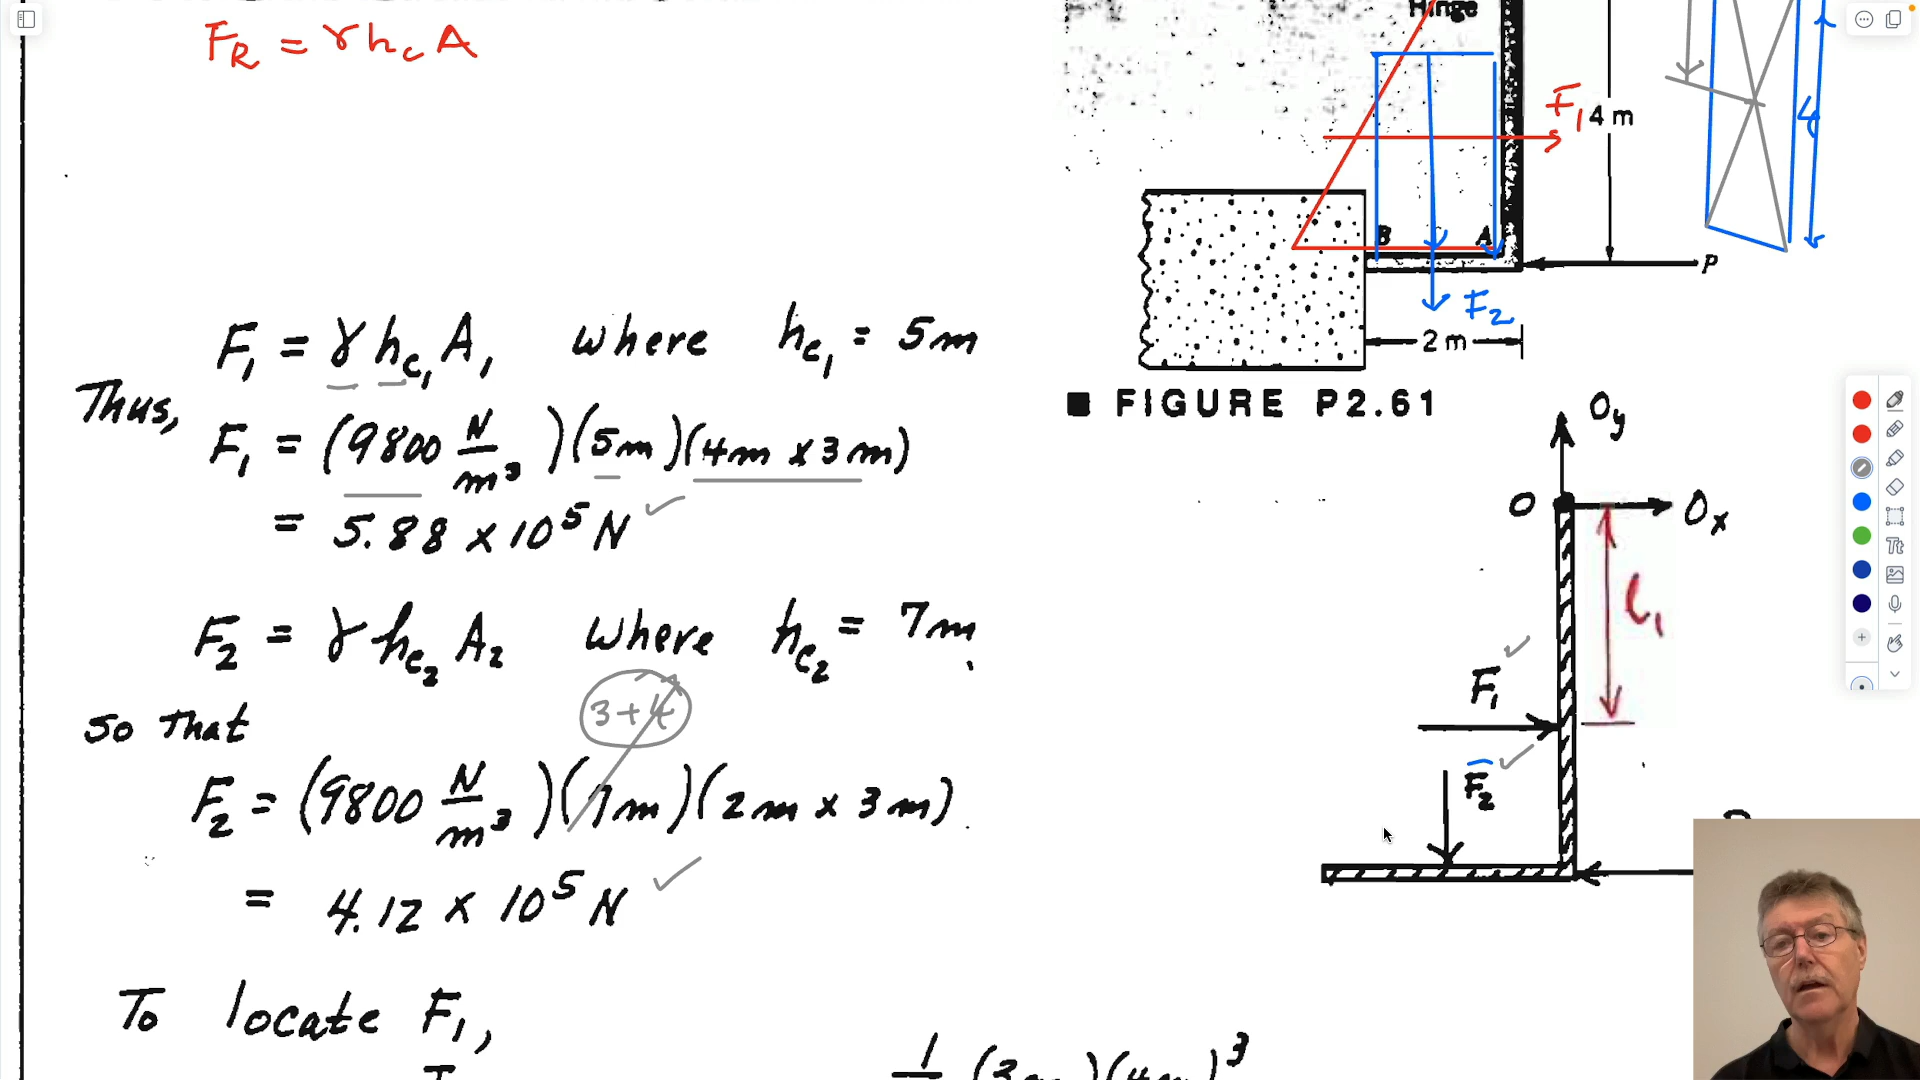 F_R = γ h_c A
Hinge
F₁
4 m
4
B
A
P
F₂
2 m
■ FIGURE P2.61
F₁ = γ h_c₁ A₁ where h_c₁ = 5m
Thus,
F₁ = (9800 N/m³)(5m)(4m x 3m)
= 5.88 x 10⁵ N
F₂ = γ h_c₂ A₂ where h_c₂ = 7m
3+4
so that
F₂ = (9800 N/m³)(7m)(2m x 3m)
= 4.12 x 10⁵ N
To locate F₁,
O_y
O
O_x
l₁
F₁
F₂
Tt